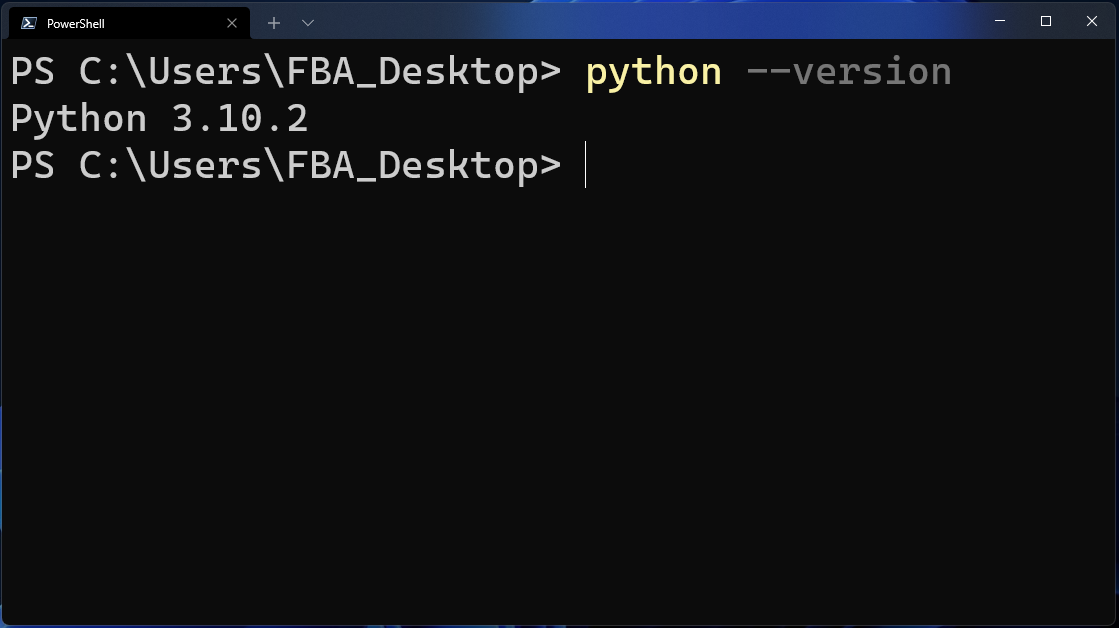 PowerShell
PS C:\Users\FBA_Desktop> python --version
Python 3.10.2
PS C:\Users\FBA_Desktop>